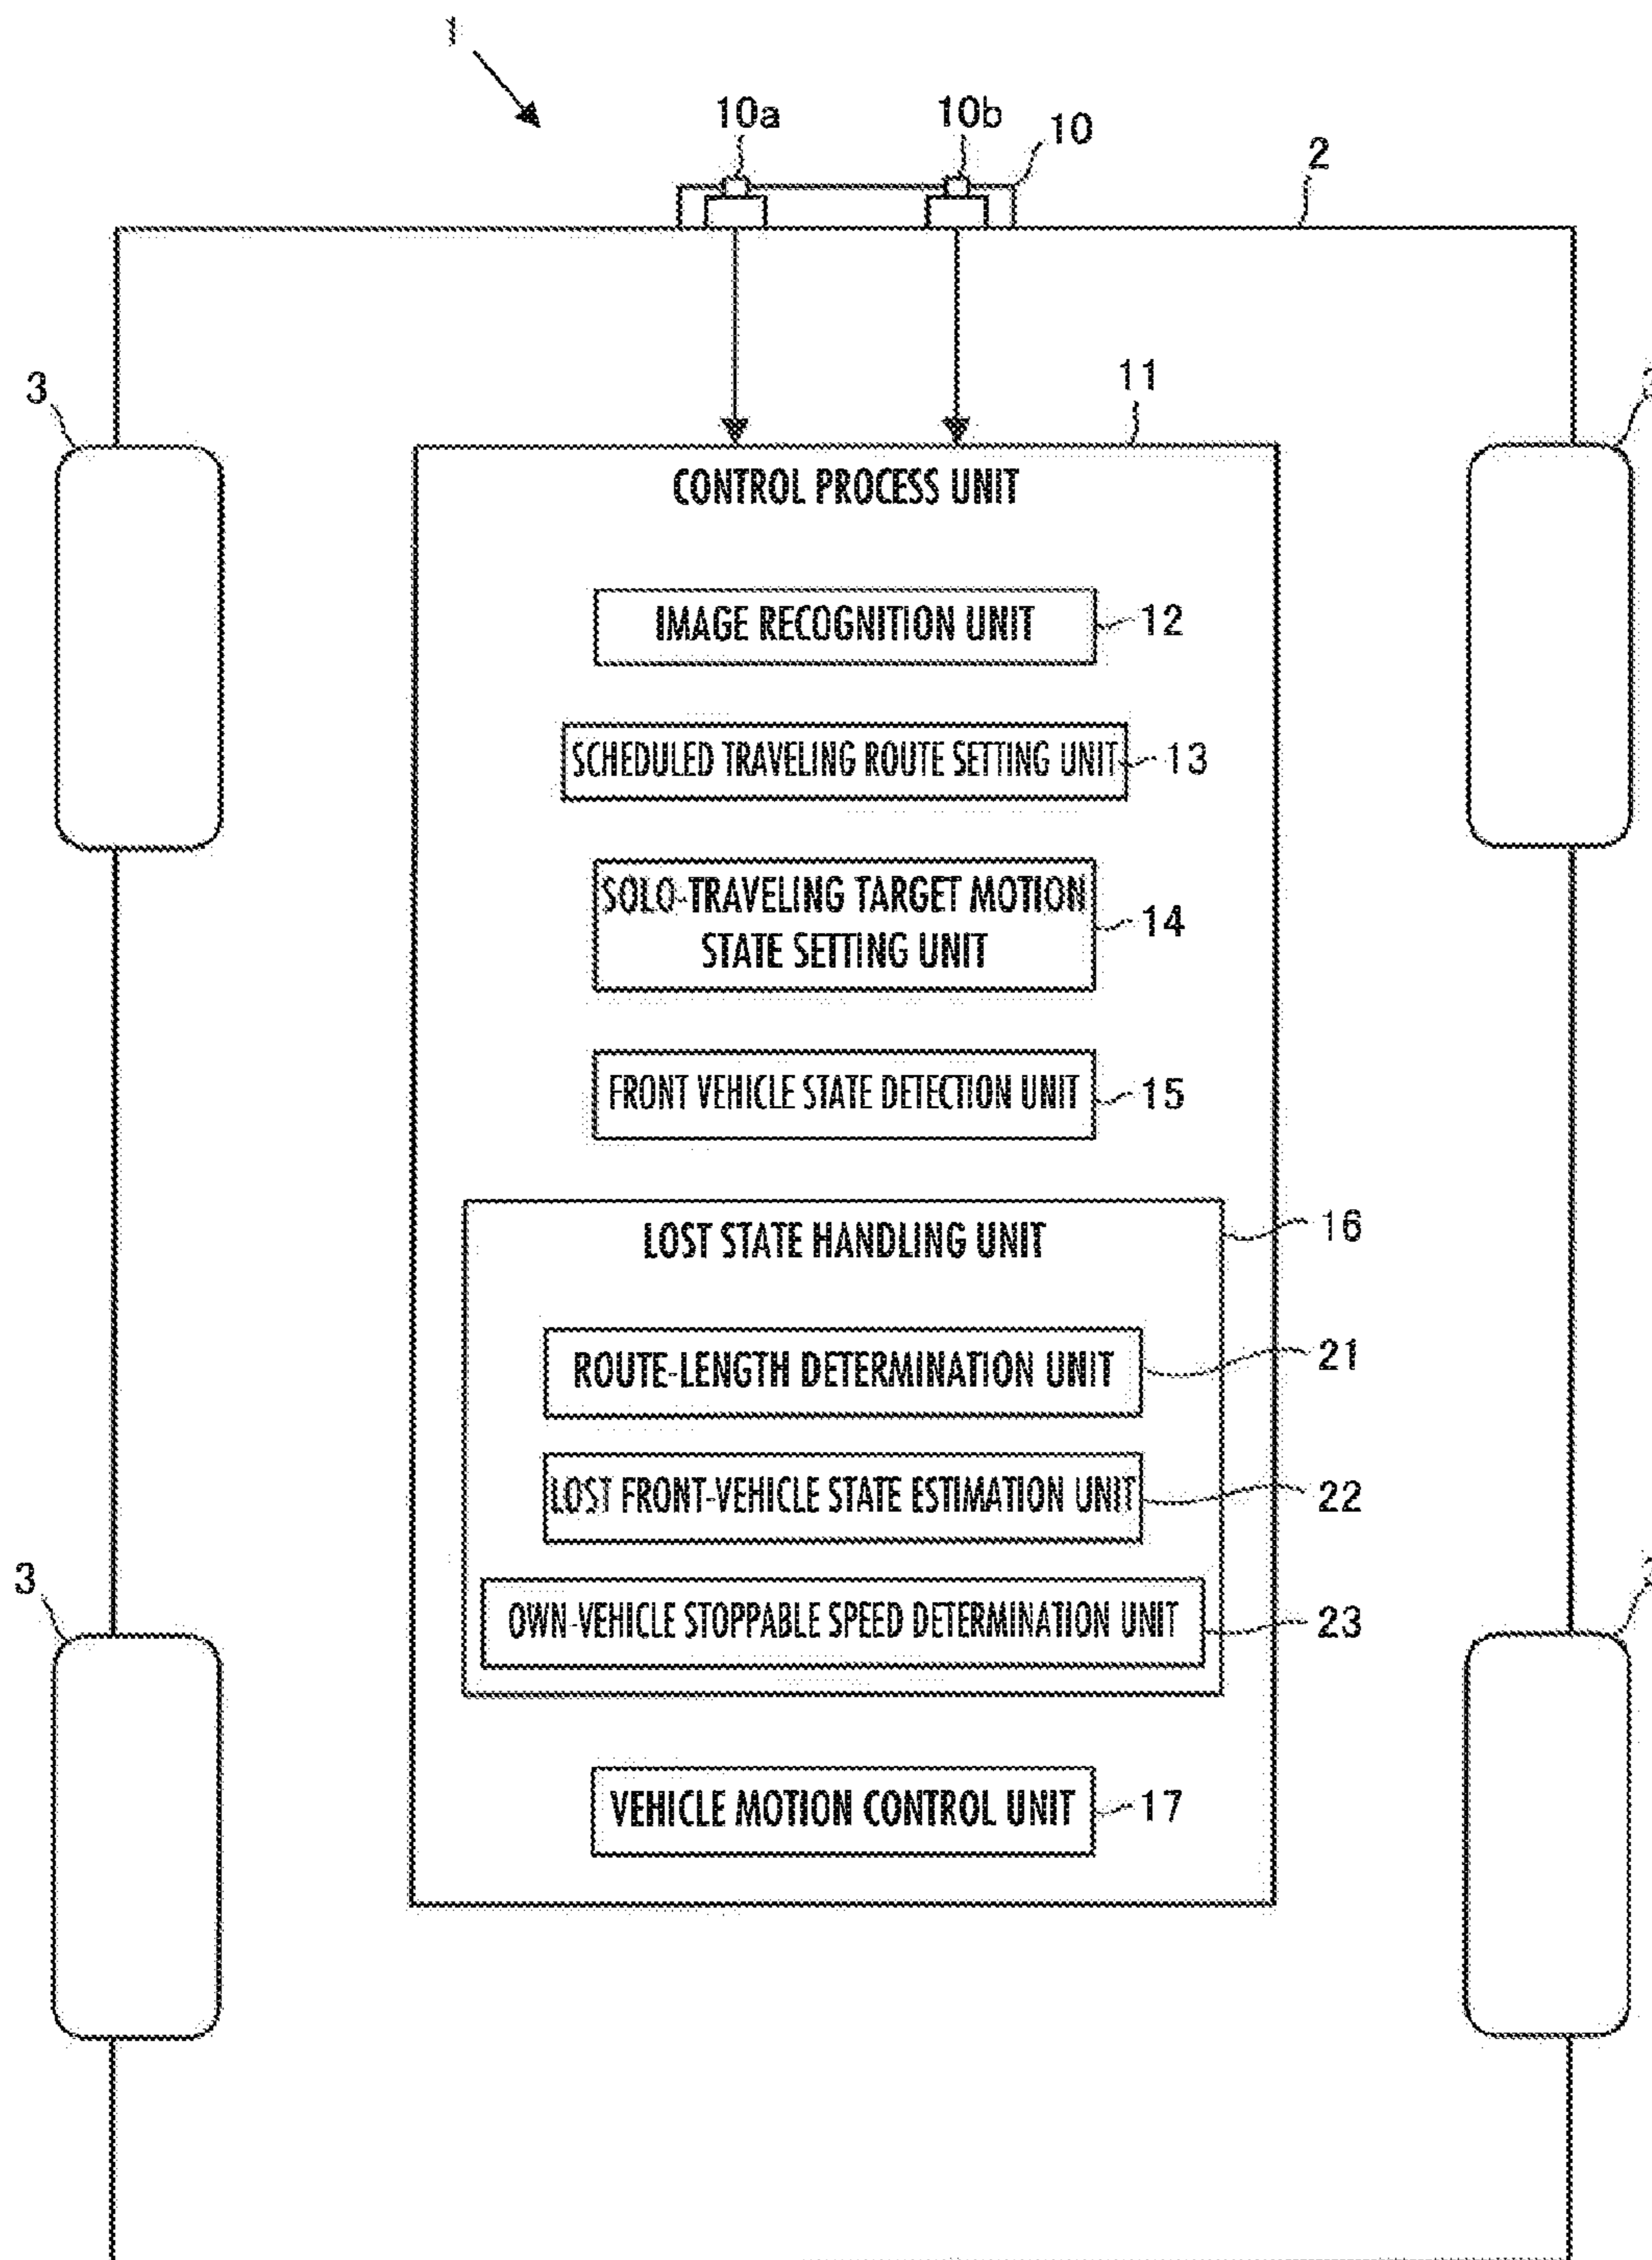 1
10a
10b
10
2
3
11
CONTROL PROCESS UNIT
IMAGE RECOGNITION UNIT
12
SCHEDULED TRAVELING ROUTE SETTING UNIT
13
SOLO-TRAVELING TARGET MOTION
STATE SETTING UNIT
14
FRONT VEHICLE STATE DETECTION UNIT
15
LOST STATE HANDLING UNIT
16
ROUTE-LENGTH DETERMINATION UNIT
21
LOST FRONT-VEHICLE STATE ESTIMATION UNIT
22
3
OWN-VEHICLE STOPPABLE SPEED DETERMINATION UNIT
23
VEHICLE MOTION CONTROL UNIT
17